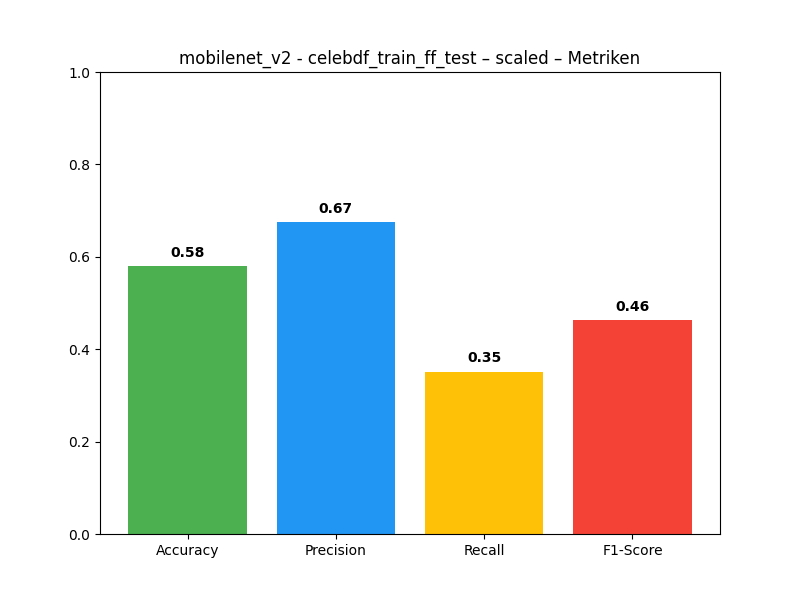 mobilenet_v2 - celebdf_train_ff_test – scaled – Metriken
1.0
0.8
0.6
0.4
0.2
0.0
0.58
0.67
0.35
0.46
Accuracy
Precision
Recall
F1-Score